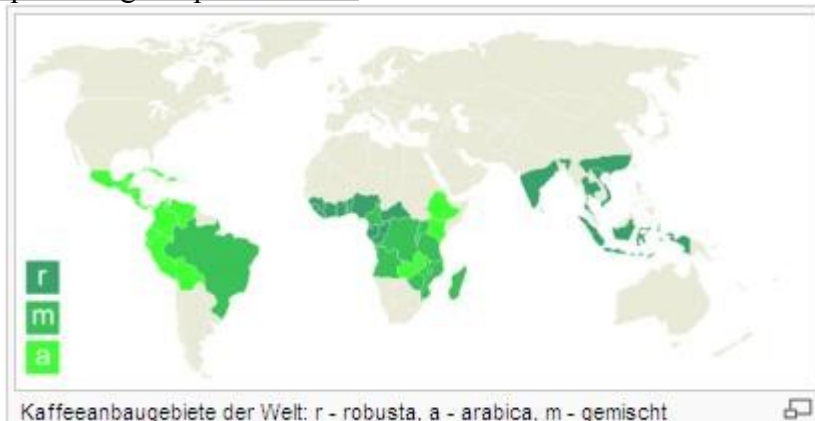 r
m
a
Kaffeeanbaugebiete der Welt: r - robusta, a - arabica, m - gemischt